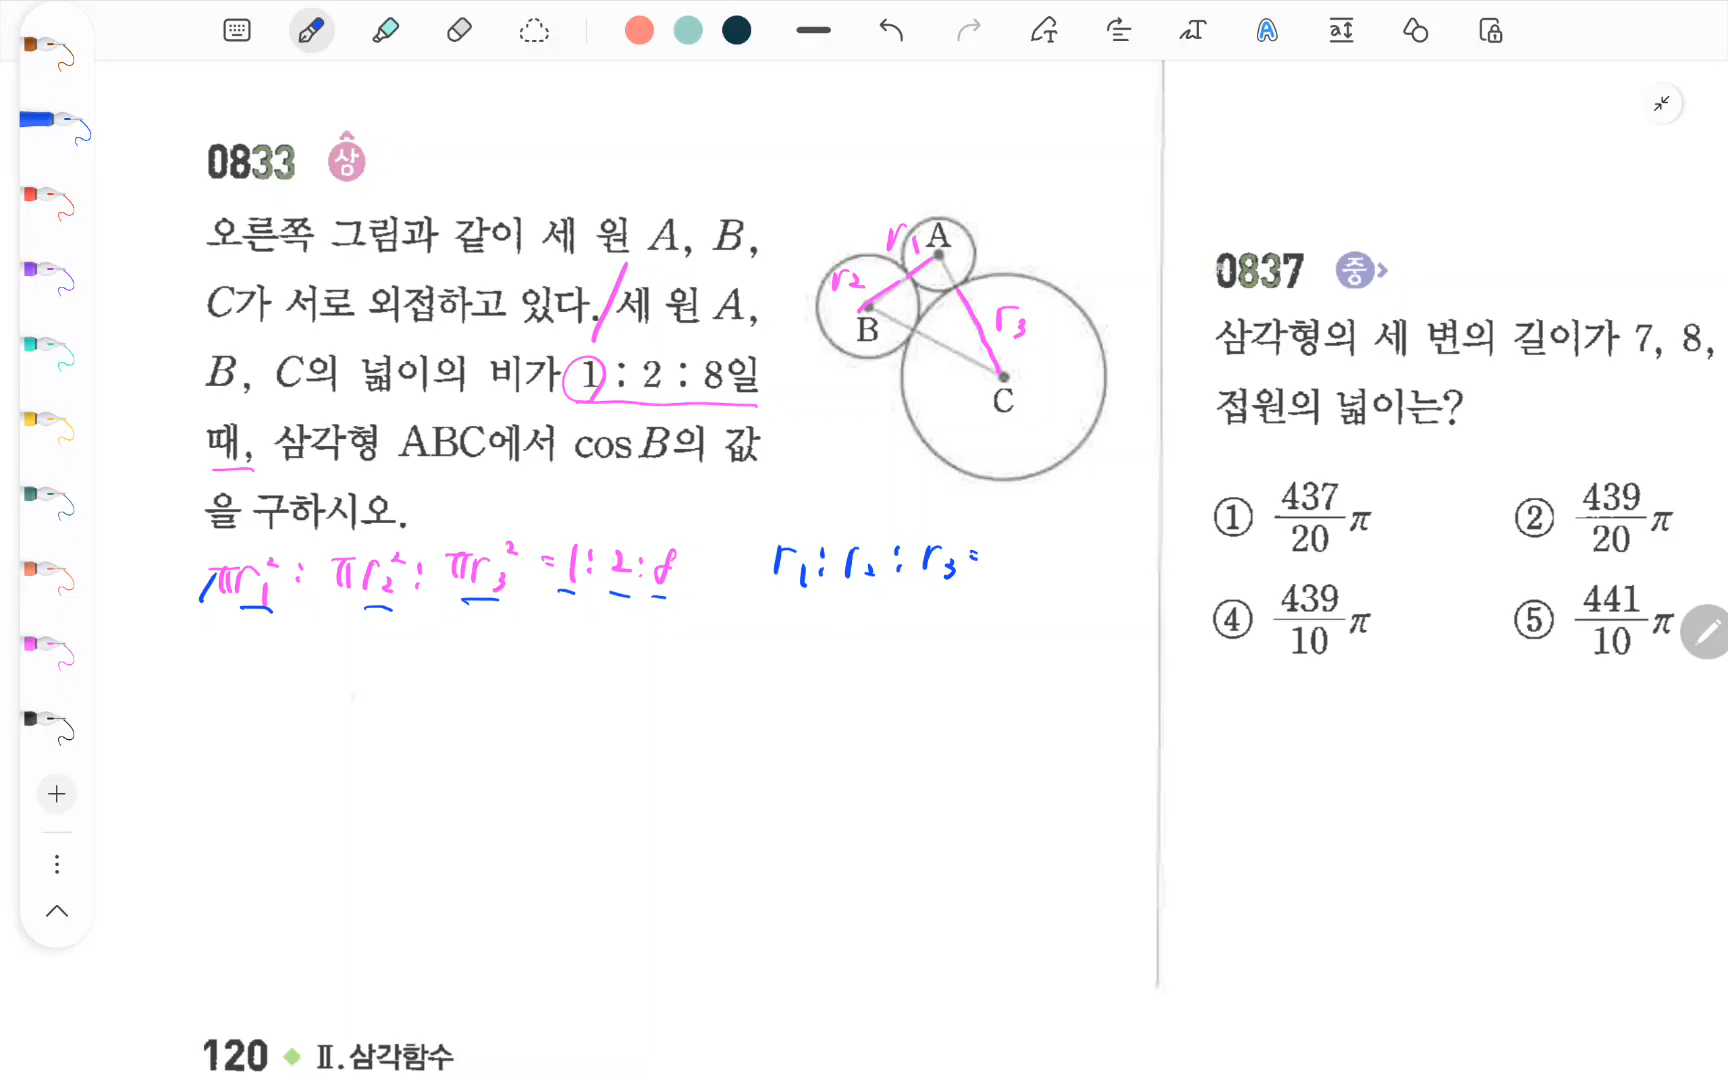 0833 상
오른쪽 그림과 같이 세 원 A, B,
C가 서로 외접하고 있다. 세 원 A,
B, C의 넓이의 비가 1 : 2 : 8일
때, 삼각형 ABC에서 cos B의 값
을 구하시오.
A
B
C
r₁
r₂
r₃
πr₁² : πr₂² : πr₃² = 1 : 2 : 8
r₁ : r₂ : r₃ =
120 ◆ Ⅱ. 삼각함수
0837 중
삼각형의 세 변의 길이가 7, 8,
접원의 넓이는?
① 437/20 π ② 439/20 π
④ 439/10 π ⑤ 441/10 π